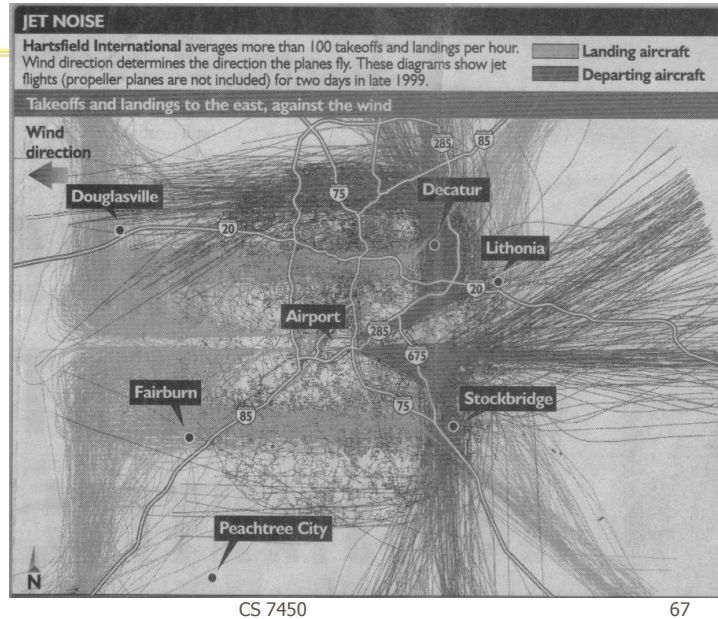 JET NOISE
Hartsfield International averages more than 100 takeoffs and landings per hour.
Wind direction determines the direction the planes fly. These diagrams show jet
flights (propeller planes are not included) for two days in late 1999.
Landing aircraft
Departing aircraft
Takeoffs and landings to the east, against the wind
Wind
direction
285
85
75
Decatur
Douglasville
20
Lithonia
20
Airport
285
675
Fairburn
75
85
Stockbridge
Peachtree City
N
CS 7450
67